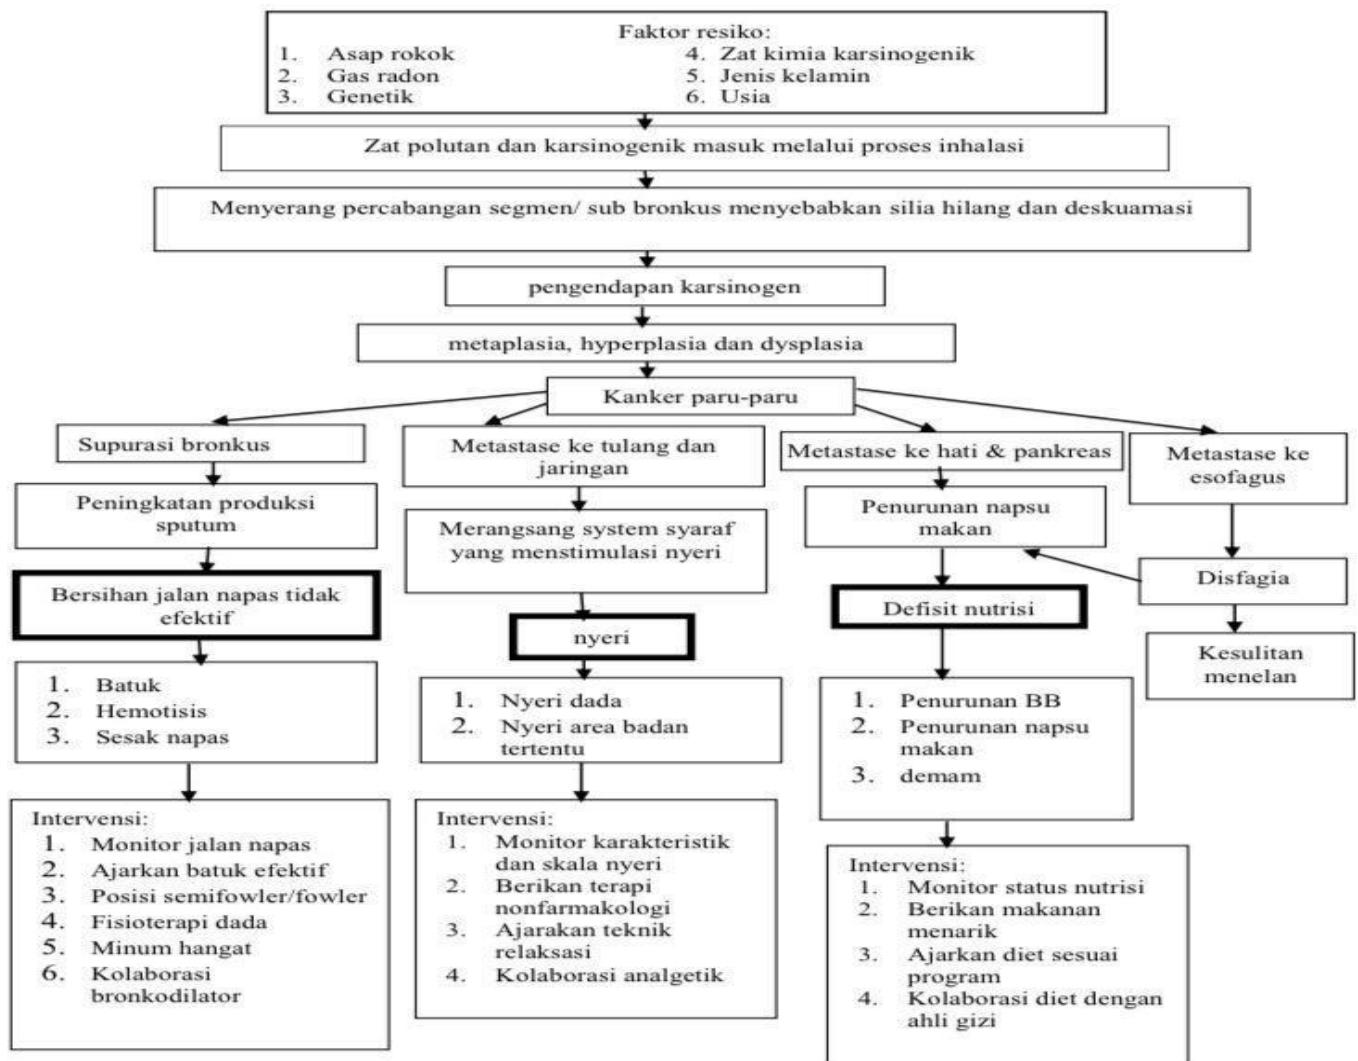 Faktor resiko:
1. Asap rokok
2. Gas radon
3. Genetik
4. Zat kimia karsinogenik
5. Jenis kelamin
6. Usia
Zat polutan dan karsinogenik masuk melalui proses inhalasi
Menyerang percabangan segmen/ sub bronkus menyebabkan silia hilang dan deskuamasi
pengendapan karsinogen
metaplasia, hyperplasia dan dysplasia
Kanker paru-paru
Supurasi bronkus
Peningkatan produksi
sputum
Bersihan jalan napas tidak
efektif
1. Batuk
2. Hemotisis
3. Sesak napas
Intervensi:
1. Monitor jalan napas
2. Ajarkan batuk efektif
3. Posisi semifowler/fowler
4. Fisioterapi dada
5. Minum hangat
6. Kolaborasi
bronkodilator
Metastase ke tulang dan
jaringan
Merangsang system syaraf
yang menstimulasi nyeri
nyeri
1. Nyeri dada
2. Nyeri area badan
tertentu
Intervensi:
1. Monitor karakteristik
dan skala nyeri
2. Berikan terapi
nonfarmakologi
3. Ajarakan teknik
relaksasi
4. Kolaborasi analgetik
Metastase ke hati & pankreas
Penurunan napsu
makan
Defisit nutrisi
1. Penurunan BB
2. Penurunan napsu
makan
3. demam
Intervensi:
1. Monitor status nutrisi
2. Berikan makanan
menarik
3. Ajarkan diet sesuai
program
4. Kolaborasi diet dengan
ahli gizi
Metastase ke
esofagus
Disfagia
Kesulitan
menelan